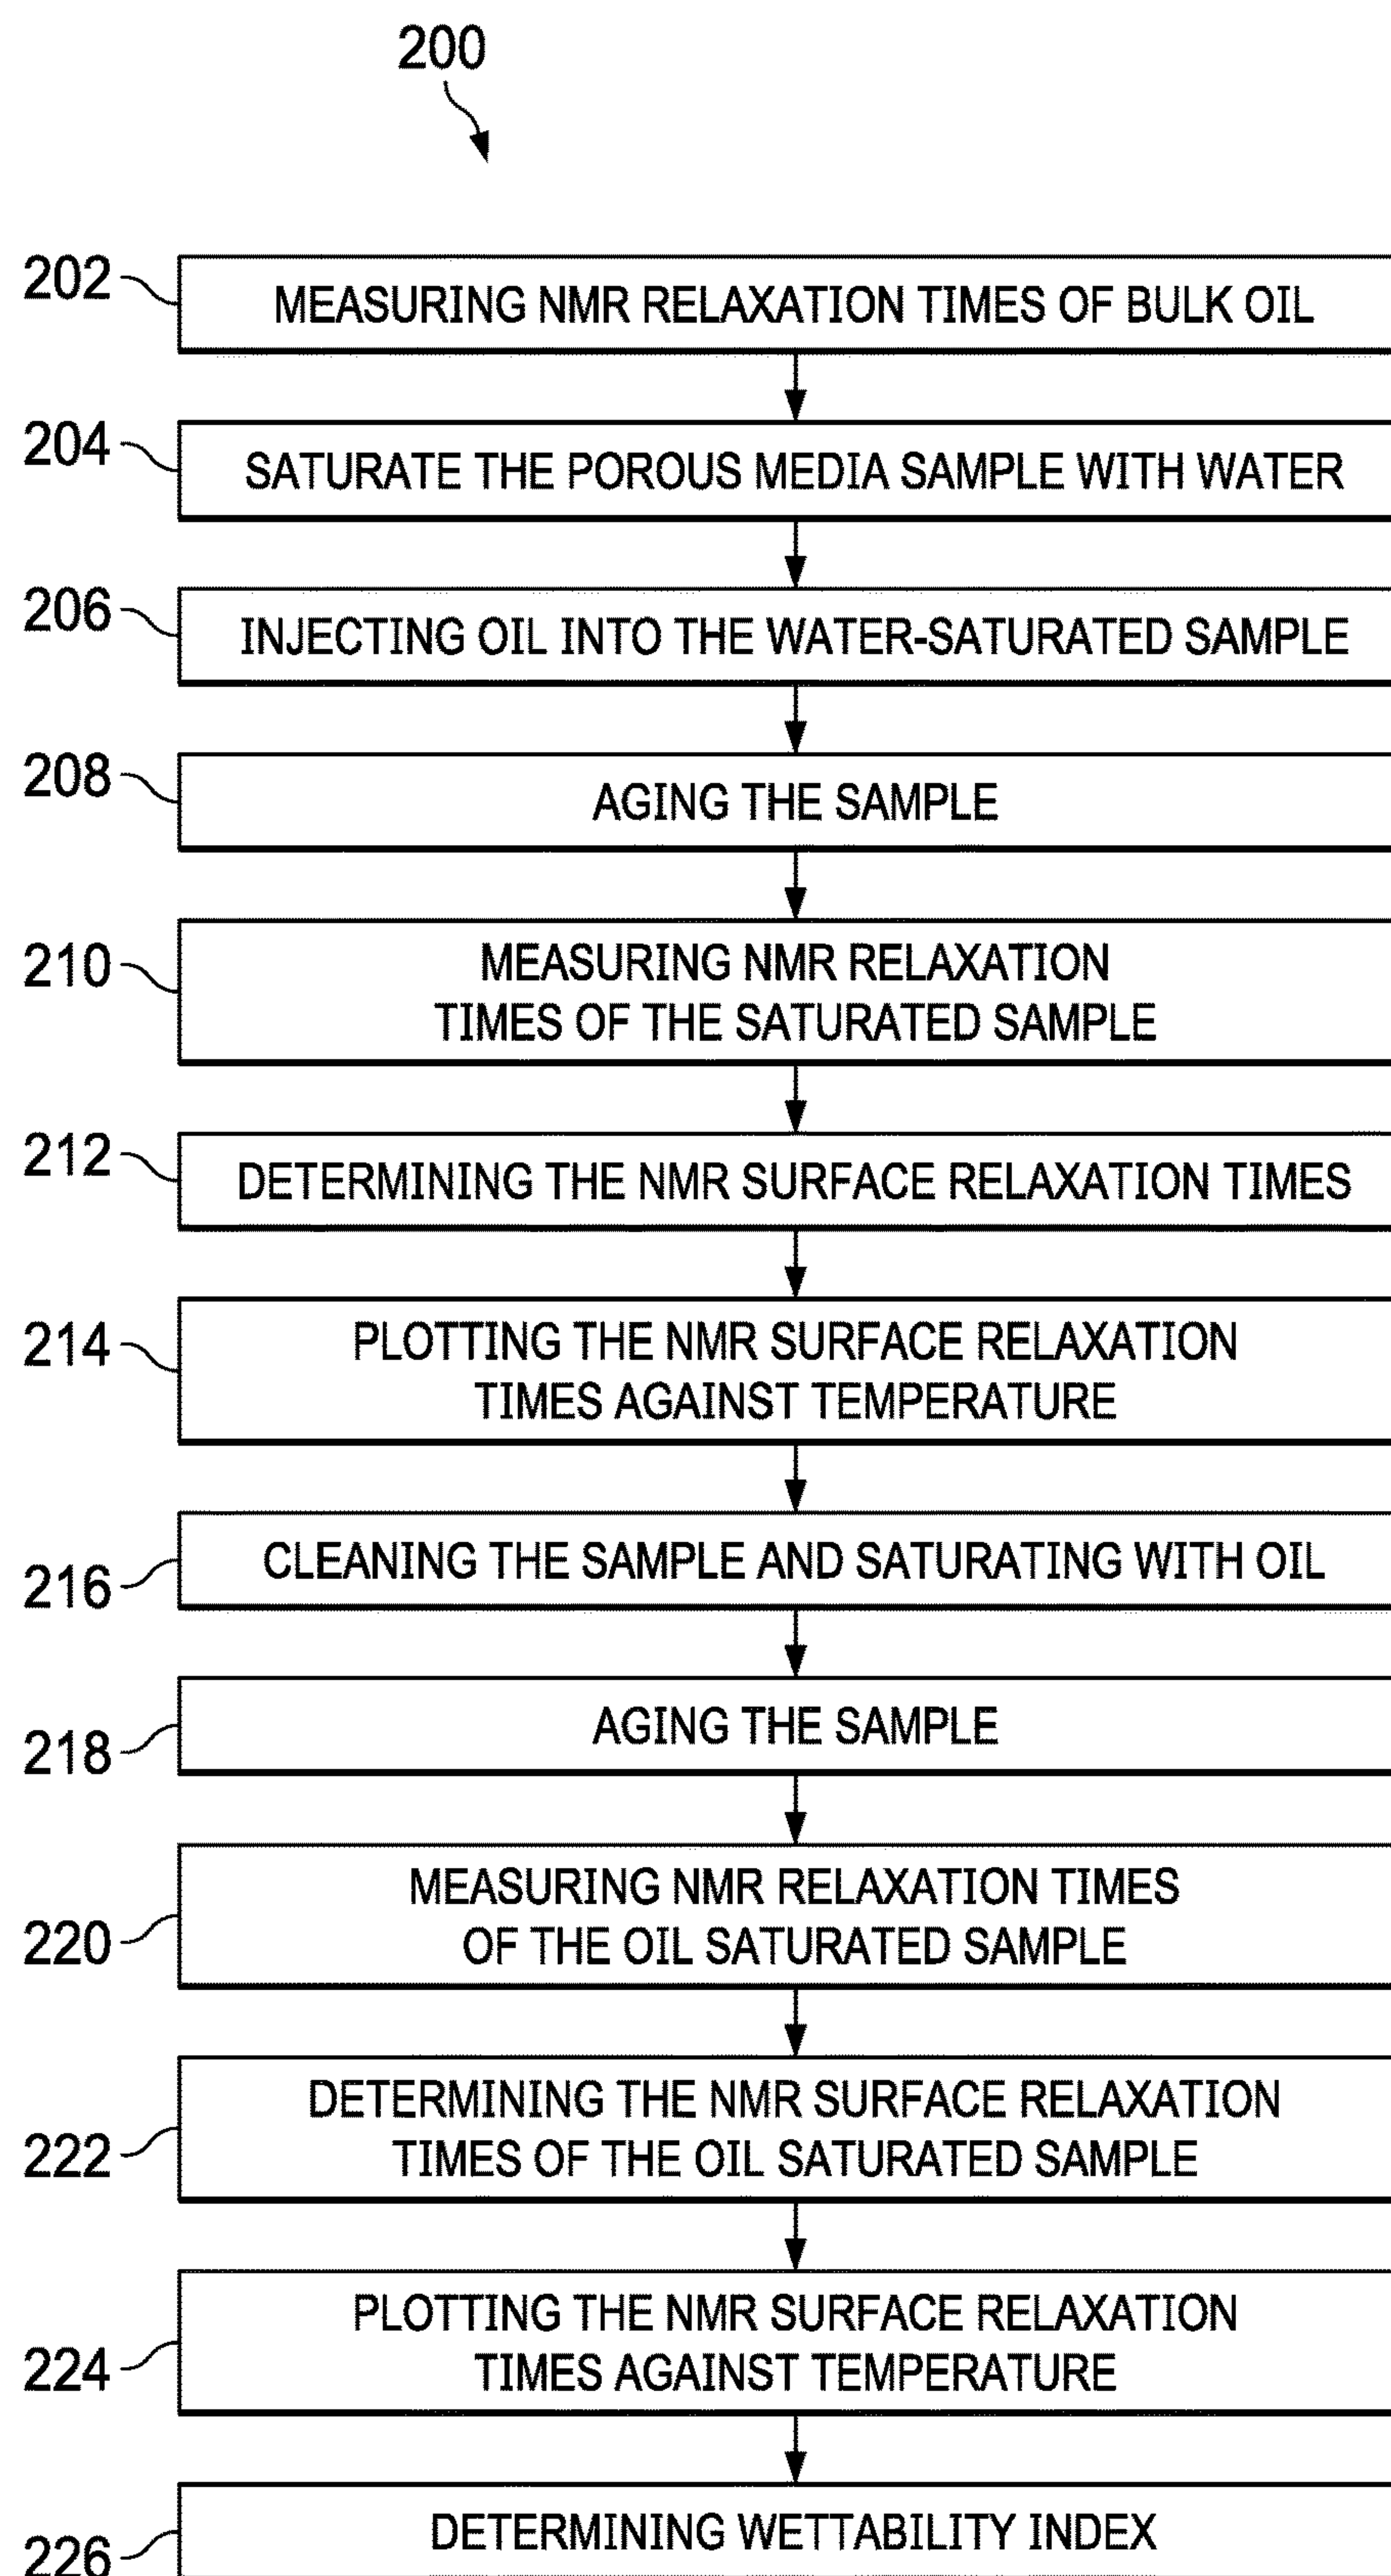 200
202
MEASURING NMR RELAXATION TIMES OF BULK OIL
204
SATURATE THE POROUS MEDIA SAMPLE WITH WATER
206
INJECTING OIL INTO THE WATER-SATURATED SAMPLE
208
AGING THE SAMPLE
210
MEASURING NMR RELAXATION
TIMES OF THE SATURATED SAMPLE
212
DETERMINING THE NMR SURFACE RELAXATION TIMES
214
PLOTTING THE NMR SURFACE RELAXATION
TIMES AGAINST TEMPERATURE
216
CLEANING THE SAMPLE AND SATURATING WITH OIL
218
AGING THE SAMPLE
220
MEASURING NMR RELAXATION TIMES
OF THE OIL SATURATED SAMPLE
222
DETERMINING THE NMR SURFACE RELAXATION
TIMES OF THE OIL SATURATED SAMPLE
224
PLOTTING THE NMR SURFACE RELAXATION
TIMES AGAINST TEMPERATURE
226
DETERMINING WETTABILITY INDEX